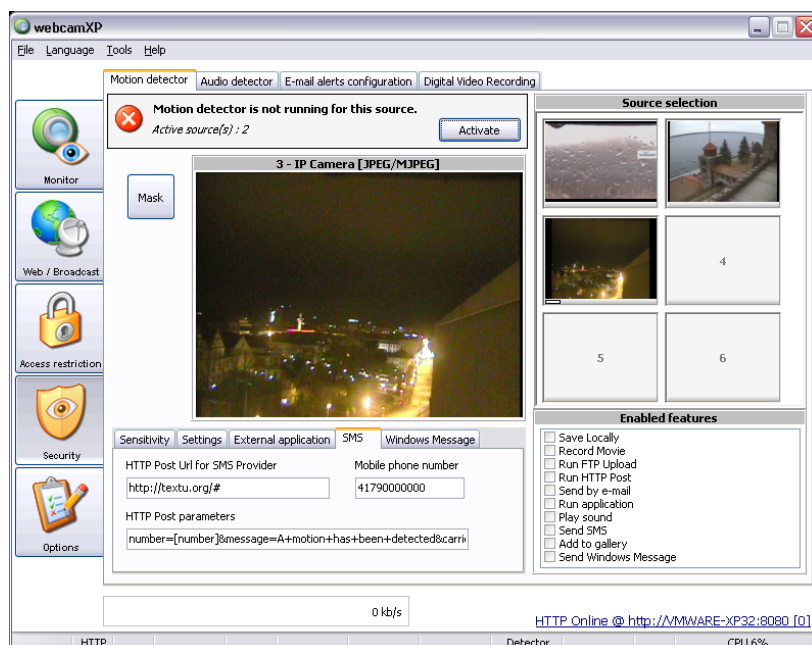 webcamXP
File Language Tools Help
Motion detector Audio detector E-mail alerts configuration Digital Video Recording
Motion detector is not running for this source.
Active source(s) : 2
Activate
Source selection
Monitor
Mask
3 - IP Camera [JPEG/MJPEG]
4
Web / Broadcast
5 6
Access restriction
Enabled features
Save Locally
Record Movie
Run FTP Upload
Run HTTP Post
Send by e-mail
Run application
Play sound
Send SMS
Add to gallery
Send Windows Message
Security
Sensitivity Settings External application SMS Windows Message
HTTP Post Url for SMS Provider Mobile phone number
http://textu.org/# 41790000000
HTTP Post parameters
number=[number]&message=A+motion+has+been+detected&carri
Options
0 kb/s
HTTP Online @ http://VMWARE-XP32:8080 [0]
HTTP Detector CPU 6%